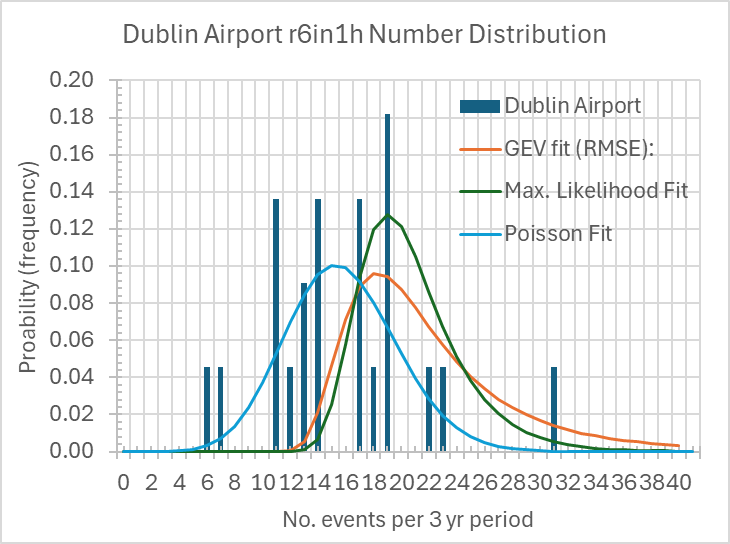 Dublin Airport r6in1h Number Distribution
0.20
0.18
0.16
0.14
0.12
0.10
0.08
0.06
0.04
0.02
0.00
Proability (frequency)
Dublin Airport
GEV fit (RMSE):
Max. Likelihood Fit
Poisson Fit
0 2 4 6 8 10 12 14 16 18 20 22 24 26 28 30 32 34 36 38 40
No. events per 3 yr period